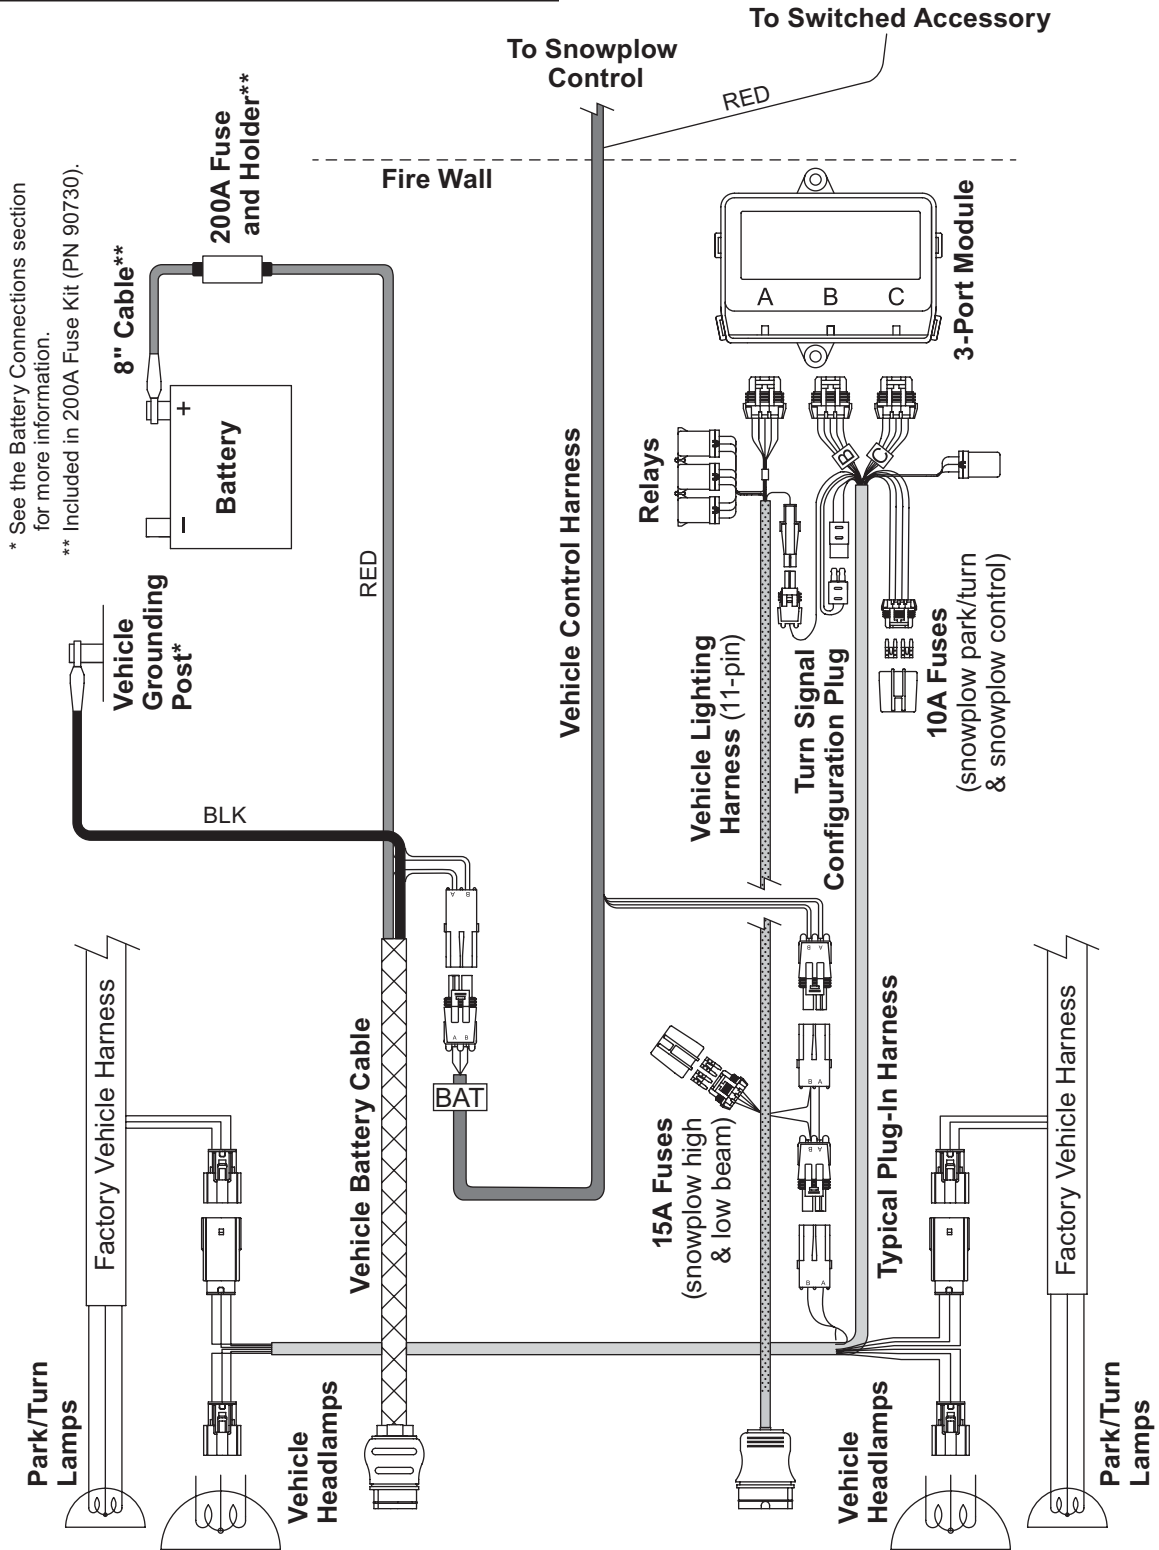 To Switched Accessory
To Snowplow
Control
RED
Fire Wall
* See the Battery Connections section
for more information.
** Included in 200A Fuse Kit (PN 90730).
8" Cable**
200A Fuse
and Holder**
+
–
Battery
RED
Vehicle
Grounding
Post*
BLK
A
B
A
B
BAT
Vehicle Control Harness
3-Port Module
A
B
C
Relays
B
C
Vehicle Lighting
Harness (11-pin)
Turn Signal
Configuration Plug
10A Fuses
(snowplow park/turn
& snowplow control)
Factory Vehicle Harness
Vehicle Battery Cable
15A Fuses
(snowplow high
& low beam)
B
A
B
A
B
A
B
A
Typical Plug-In Harness
Factory Vehicle Harness
Park/Turn
Lamps
Vehicle
Headlamps
Vehicle
Headlamps
Park/Turn
Lamps